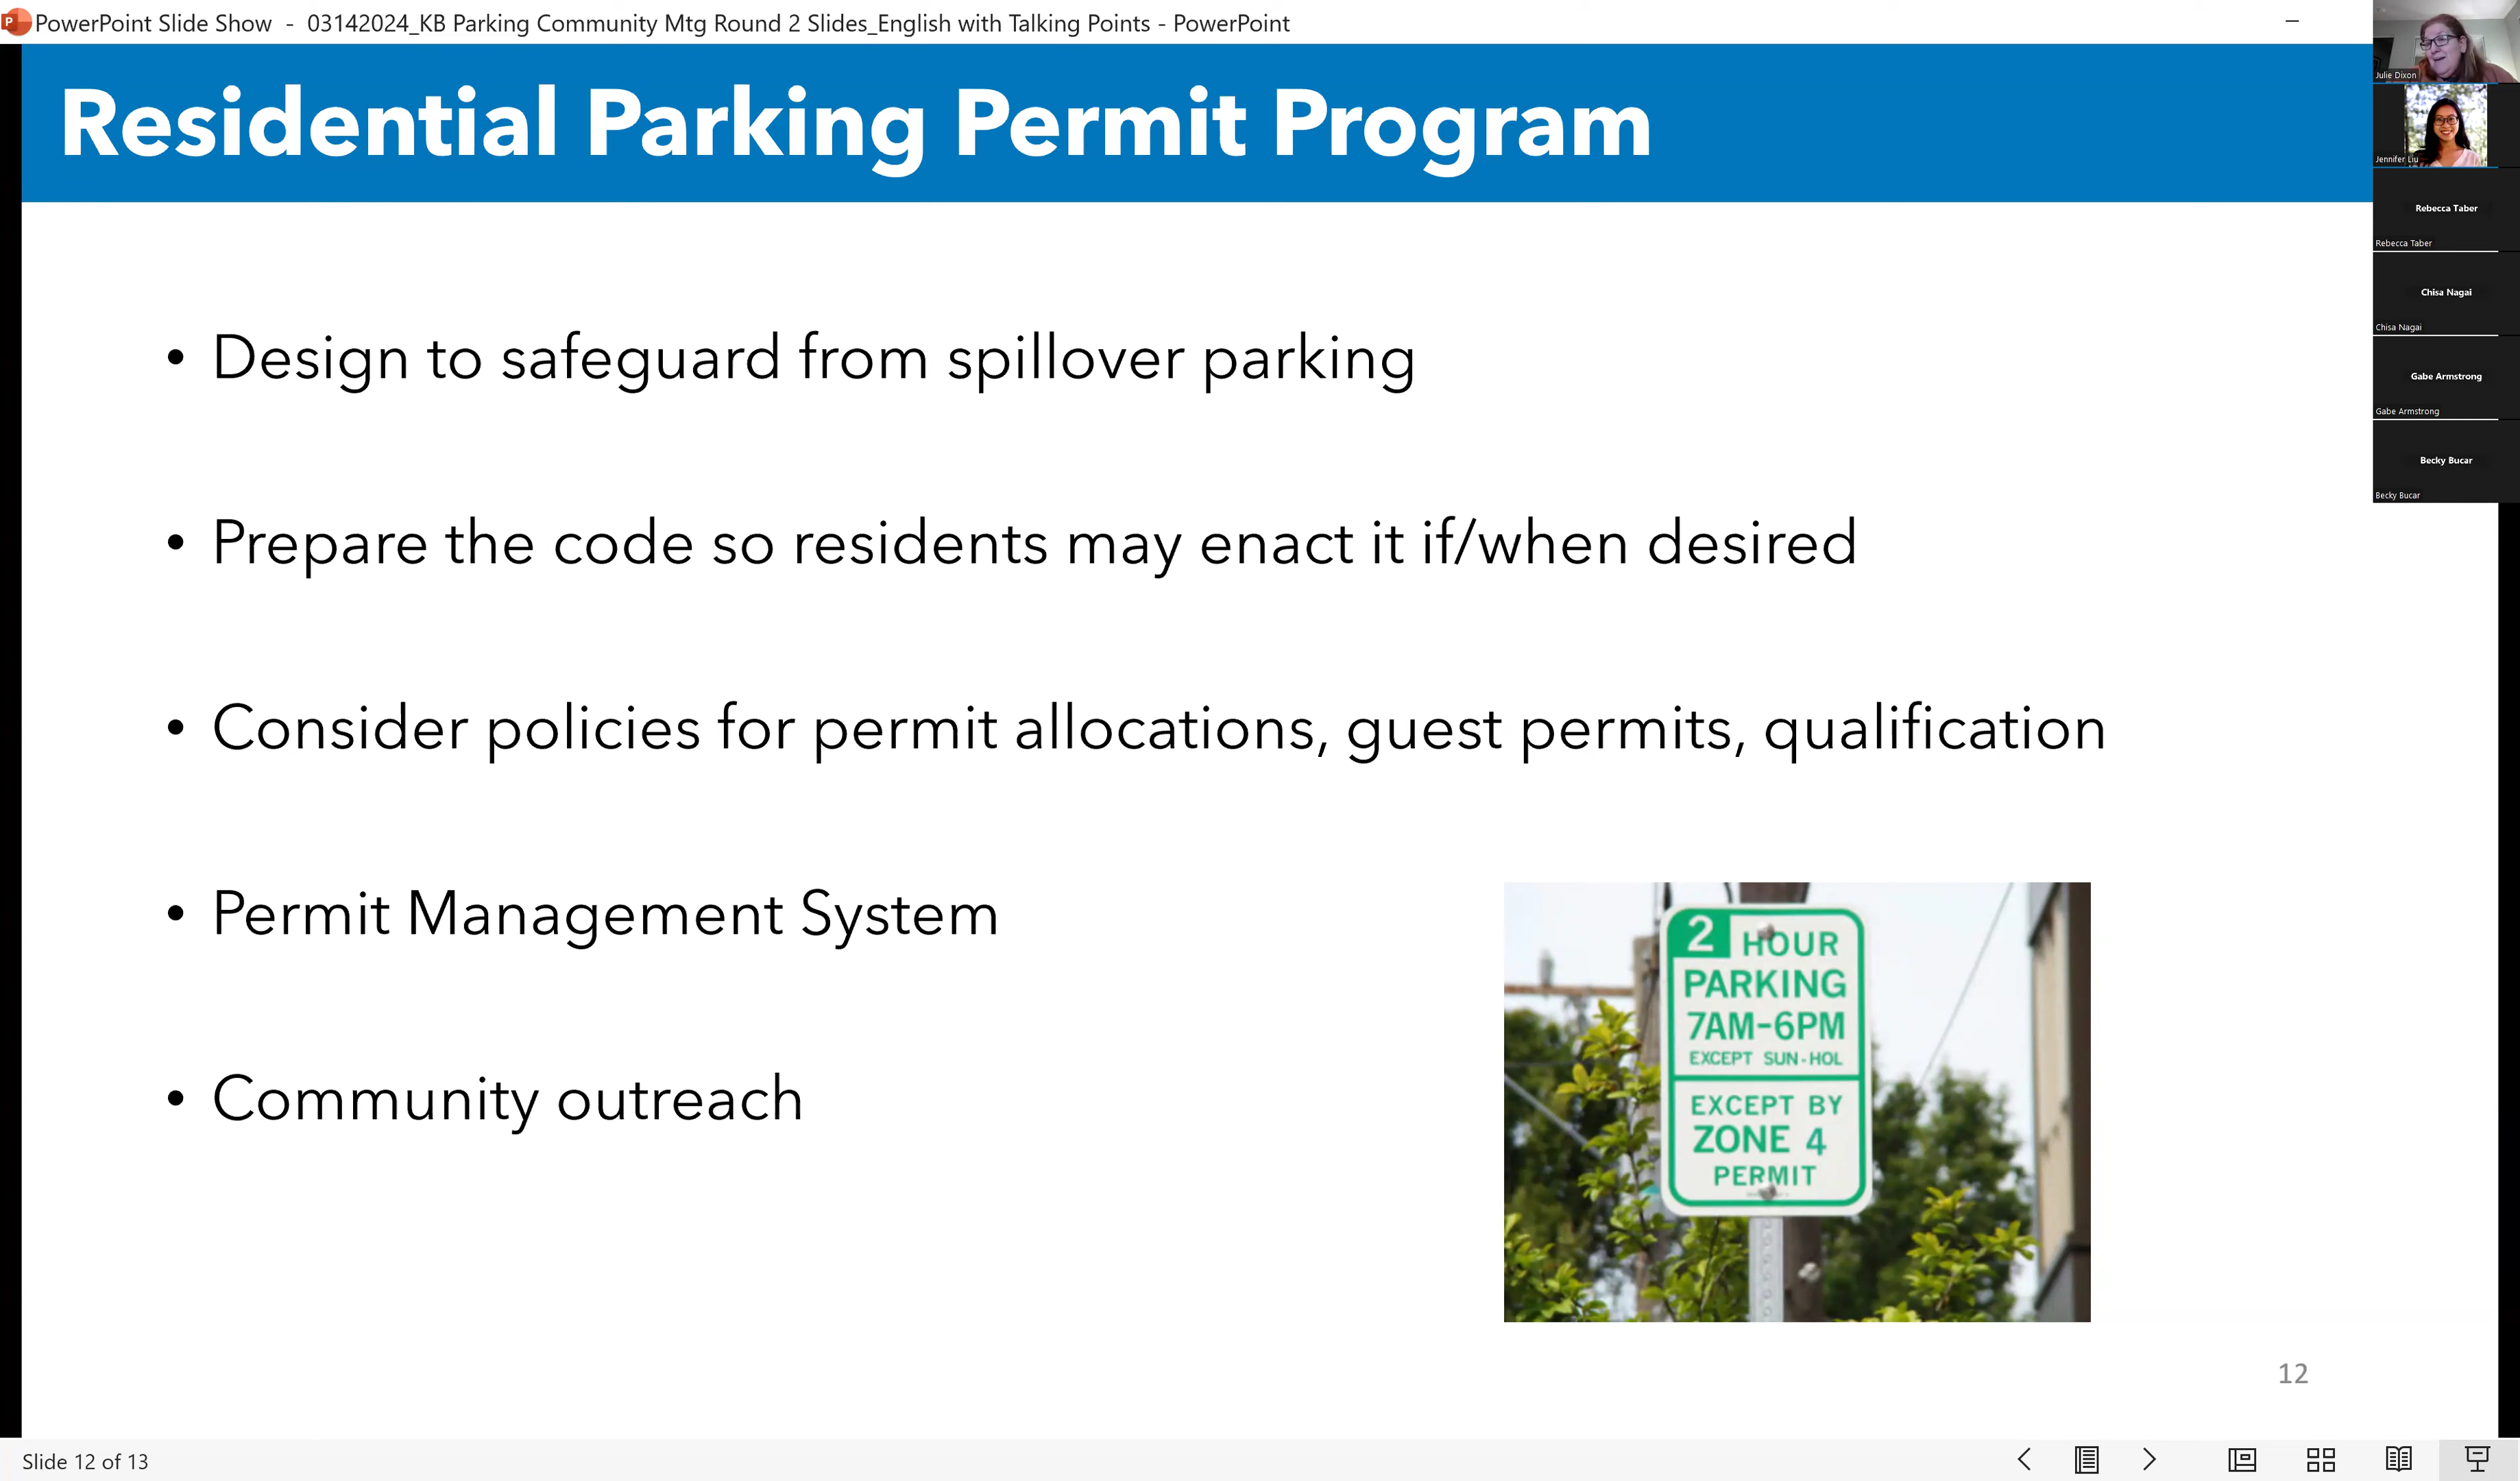 PowerPoint Slide Show - 03142024_KB Parking Community Mtg Round 2 Slides_English with Talking Points - PowerPoint
Residential Parking Permit Program
• Design to safeguard from spillover parking
• Prepare the code so residents may enact it if/when desired
• Consider policies for permit allocations, guest permits, qualification
• Permit Management System
• Community outreach
2 HOUR
PARKING
7AM-6PM
EXCEPT SUN-HOL
EXCEPT BY
ZONE 4
PERMIT
12
Slide 12 of 13
Julie Dixon
Jennifer Liu
Rebecca Taber
Rebecca Taber
Chisa Nagai
Chisa Nagai
Gabe Armstrong
Gabe Armstrong
Becky Bucar
Becky Bucar